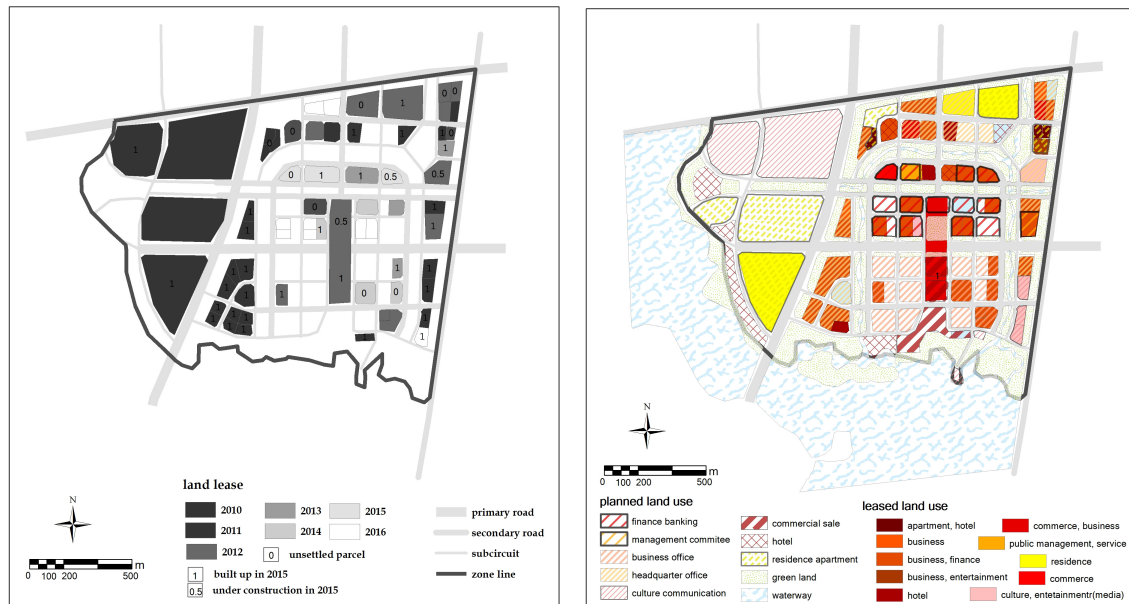 0
1
0
0
0
1
1
1
1
0
1
1
1
0
1
0
1
1
0.5
0
1
1
0.5
1
0
0.5
1
1
1
1
1
1
1
1
1
1
0
0
1
1
1
1
1
1
1
1
N
0 100 200 300 500 m
land lease
2010
2011
2012
2013
2014
2015
2016
0 unsettled parcel
1 built up in 2015
0.5 under construction in 2015
primary road
secondary road
subcircuit
zone line
N
0 100 200 300 500 m
planned land use
finance banking
management commitee
business office
headquarter office
culture communication
commercial sale
hotel
residence apartment
green land
waterway
leased land use
apartment, hotel
business
business, finance
business, entertainment
hotel
commerce, business
public management, service
residence
commerce
culture, entetainmentr(media)